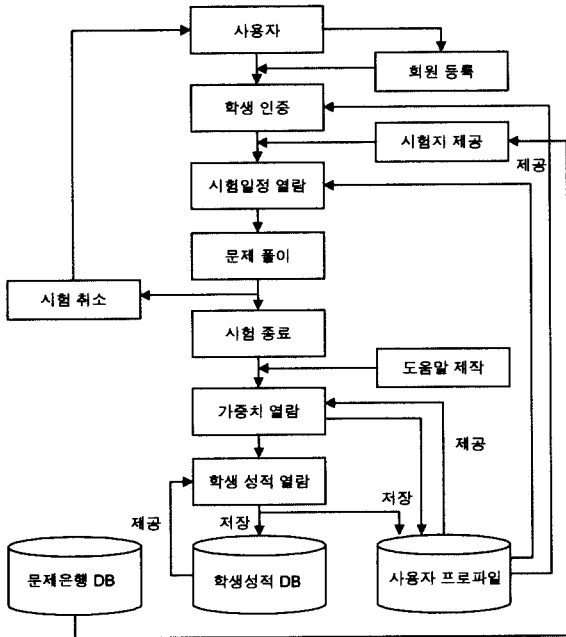 사용자
회원 등록
학생 인증
시험지 제공
제공
시험일정 열람
문제 풀이
시험 취소
시험 종료
도움말 제작
가중치 열람
제공
학생 성적 열람
저장
제공
저장
문제은행 DB
학생성적 DB
사용자 프로파일